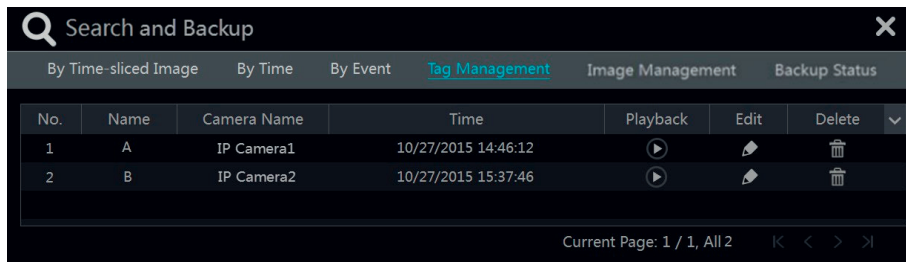 Search and Backup
By Time-sliced Image By Time By Event Tag Management Image Management Backup Status
No. Name Camera Name Time Playback Edit Delete
1 A IP Camera1 10/27/2015 14:46:12
2 B IP Camera2 10/27/2015 15:37:46
Current Page: 1 / 1, All 2